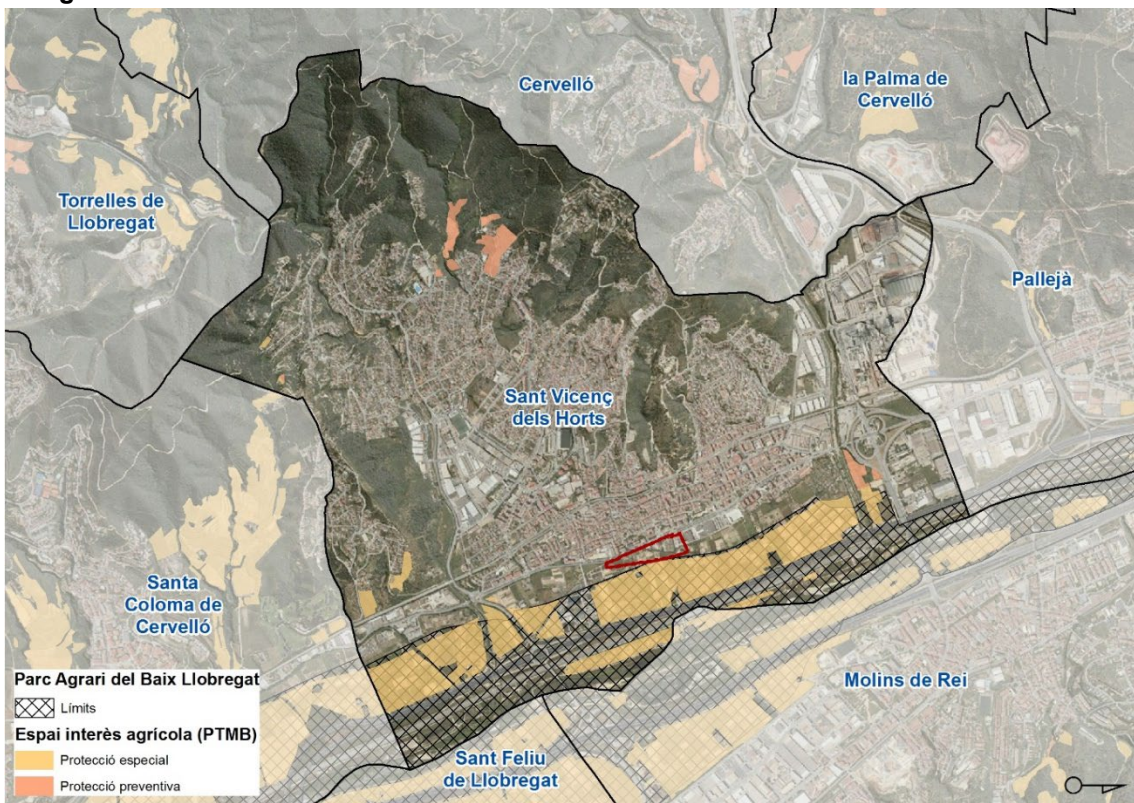 Cervelló
la Palma de
Cervelló
Torrelles de
Llobregat
Pallejà
Sant Vicenç
dels Horts
Santa
Coloma de
Cervelló
Molins de Rei
Sant Feliu
de Llobregat
Parc Agrari del Baix Llobregat
Límits
Espai interès agrícola (PTMB)
Protecció especial
Protecció preventiva